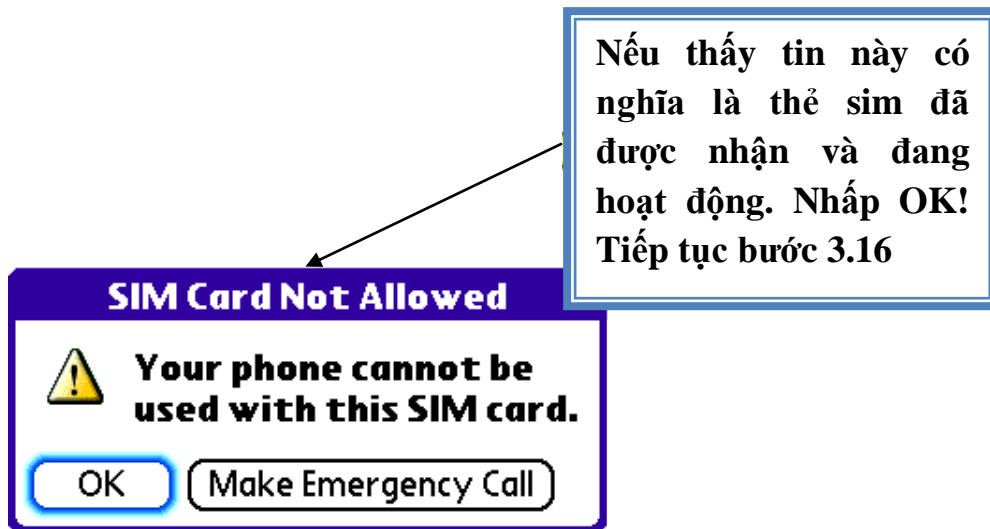 Nếu thấy tin này có
nghĩa là thẻ sim đã
được nhận và đang
hoạt động. Nhấp OK!
Tiếp tục bước 3.16
SIM Card Not Allowed
Your phone cannot be
used with this SIM card.
OK Make Emergency Call